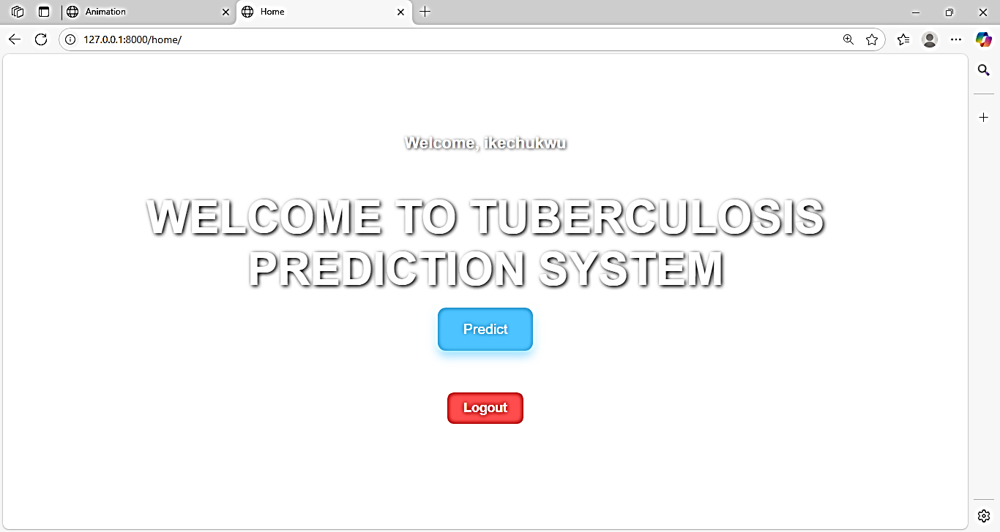 Animation
Home
127.0.0.1:8000/home/
Welcome, ikechukwu
WELCOME TO TUBERCULOSIS
PREDICTION SYSTEM
Predict
Logout